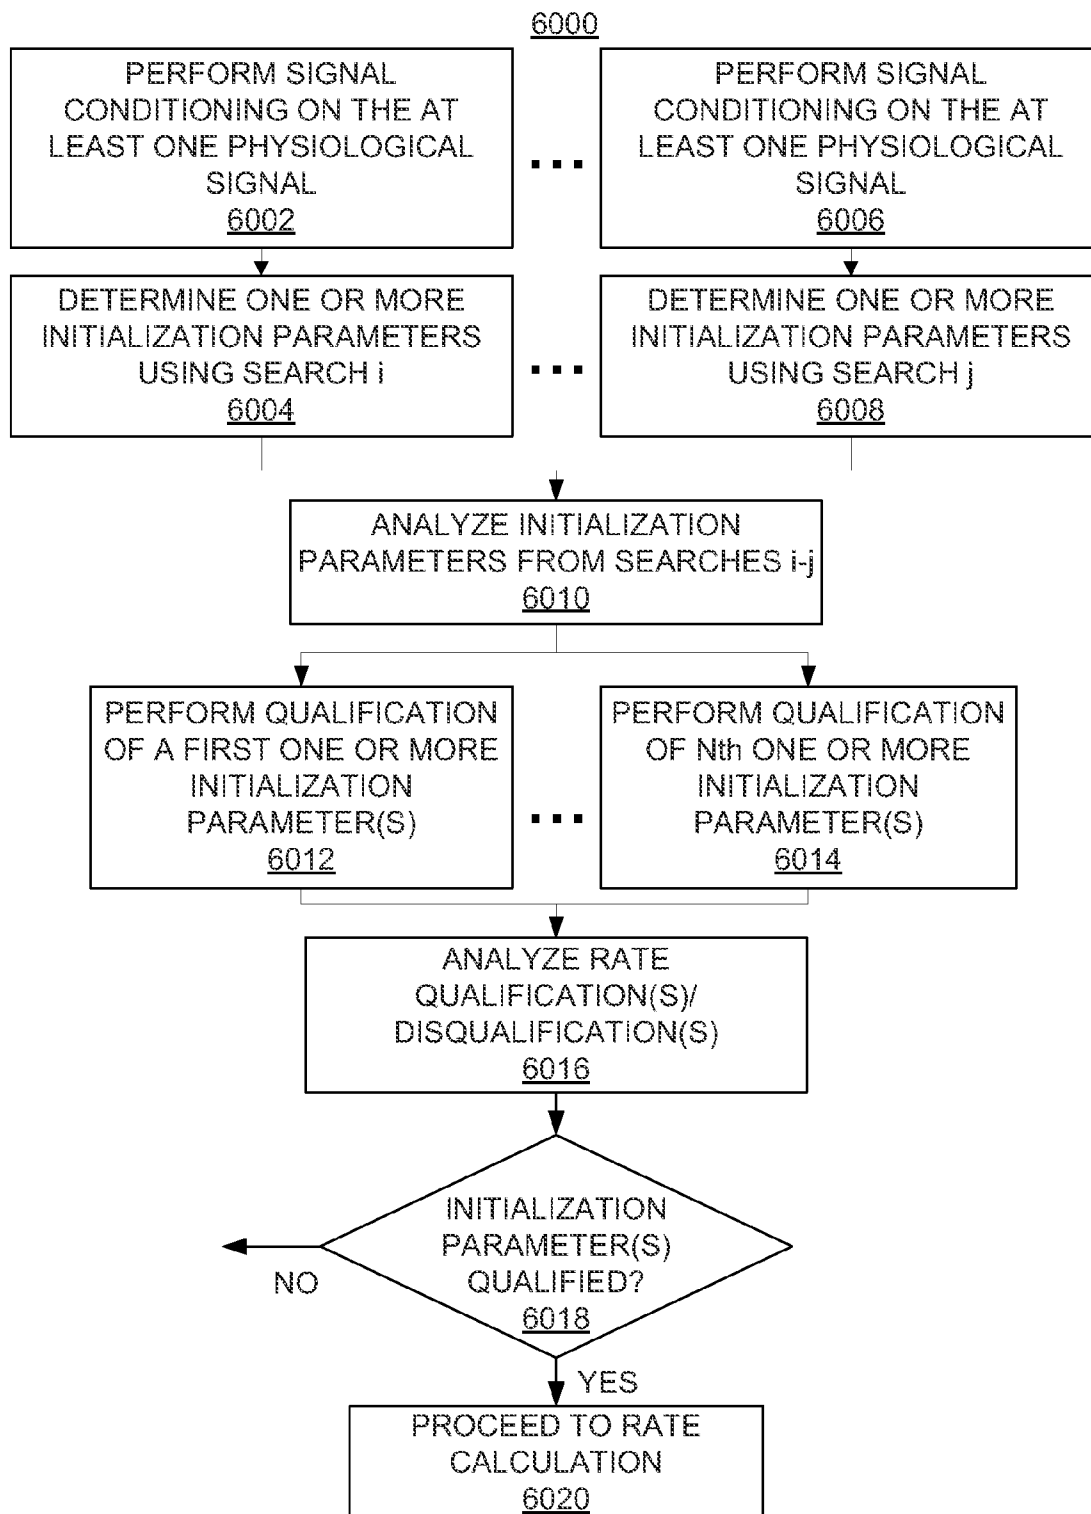 6000
PERFORM SIGNAL
CONDITIONING ON THE AT
LEAST ONE PHYSIOLOGICAL
SIGNAL
6002
...
PERFORM SIGNAL
CONDITIONING ON THE AT
LEAST ONE PHYSIOLOGICAL
SIGNAL
6006
DETERMINE ONE OR MORE
INITIALIZATION PARAMETERS
USING SEARCH i
6004
...
DETERMINE ONE OR MORE
INITIALIZATION PARAMETERS
USING SEARCH j
6008
ANALYZE INITIALIZATION
PARAMETERS FROM SEARCHES i-j
6010
PERFORM QUALIFICATION
OF A FIRST ONE OR MORE
INITIALIZATION
PARAMETER(S)
6012
...
PERFORM QUALIFICATION
OF Nth ONE OR MORE
INITIALIZATION
PARAMETER(S)
6014
ANALYZE RATE
QUALIFICATION(S)/
DISQUALIFICATION(S)
6016
INITIALIZATION
PARAMETER(S)
QUALIFIED?
6018
NO
YES
PROCEED TO RATE
CALCULATION
6020